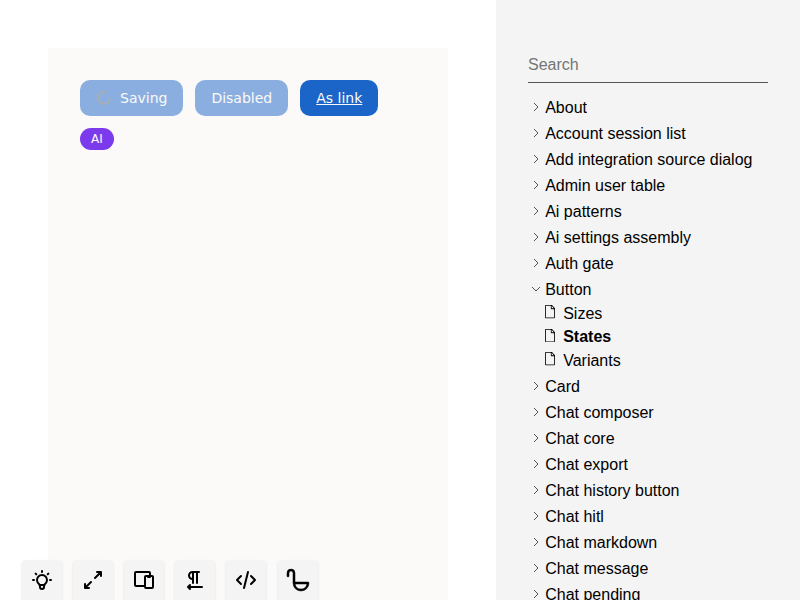 Saving Disabled As link
AI
Search
About
Account session list
Add integration source dialog
Admin user table
Ai patterns
Ai settings assembly
Auth gate
Button
Sizes
States
Variants
Card
Chat composer
Chat core
Chat export
Chat history button
Chat hitl
Chat markdown
Chat message
Chat pending